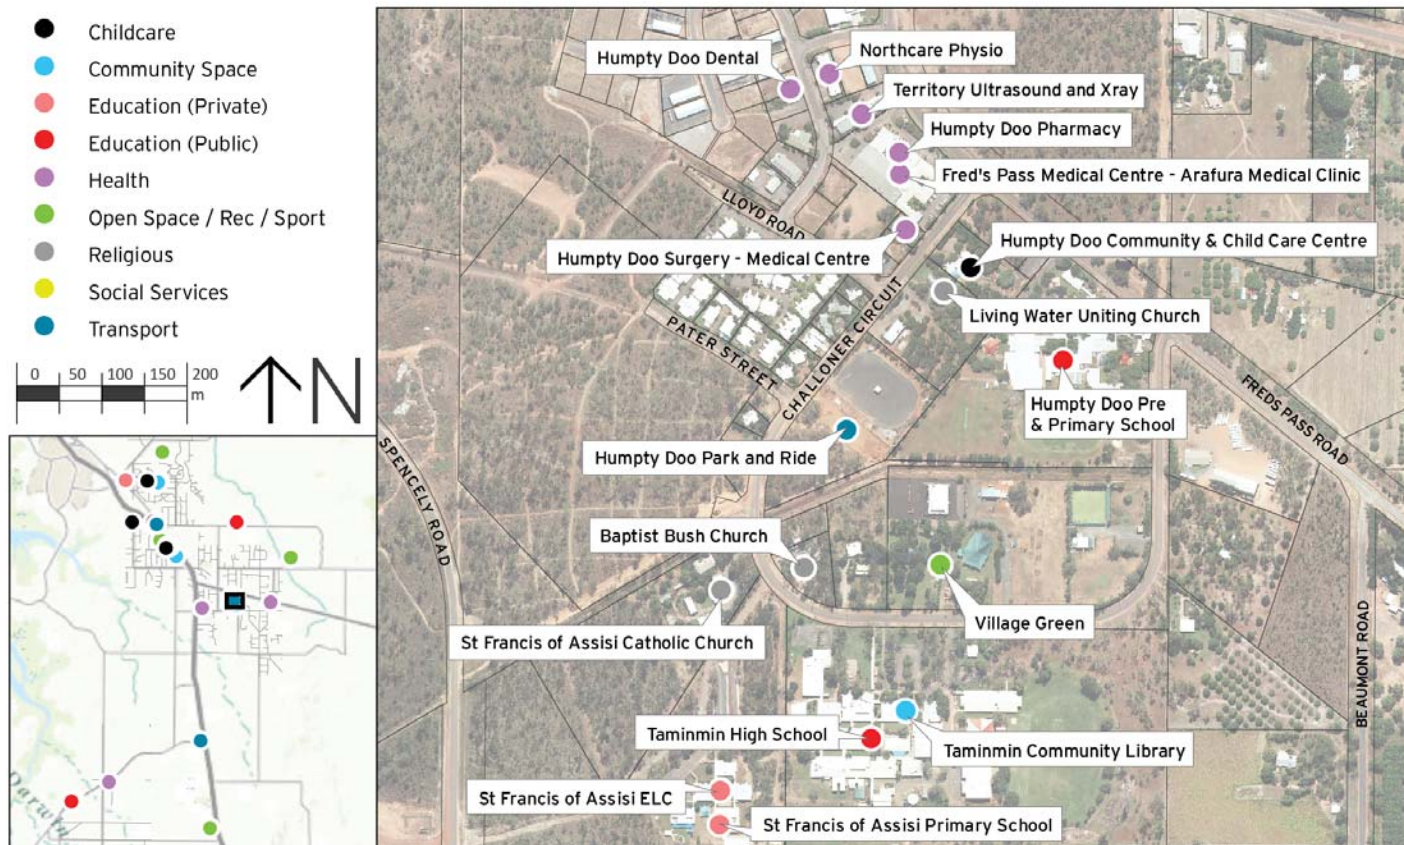 Childcare
Community Space
Education (Private)
Education (Public)
Health
Open Space / Rec / Sport
Religious
Social Services
Transport
0 50 100 150 200
m
N
Darwin
Humpty Doo Dental
Northcare Physio
Territory Ultrasound and Xray
Humpty Doo Pharmacy
Fred's Pass Medical Centre - Arafura Medical Clinic
LLOYD ROAD
Humpty Doo Surgery - Medical Centre
Humpty Doo Community & Child Care Centre
Living Water Uniting Church
PATER STREET
CHALLONER CIRCUIT
Humpty Doo Pre
& Primary School
FREDS PASS ROAD
Humpty Doo Park and Ride
SPENCELY ROAD
Baptist Bush Church
St Francis of Assisi Catholic Church
Village Green
BEAUMONT ROAD
Taminmin High School
Taminmin Community Library
St Francis of Assisi ELC
St Francis of Assisi Primary School